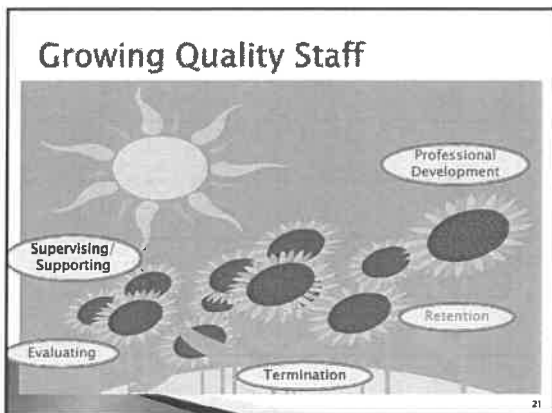 Growing Quality Staff
Professional
Development
Supervising/
Supporting
Retention
Evaluating
Termination
21